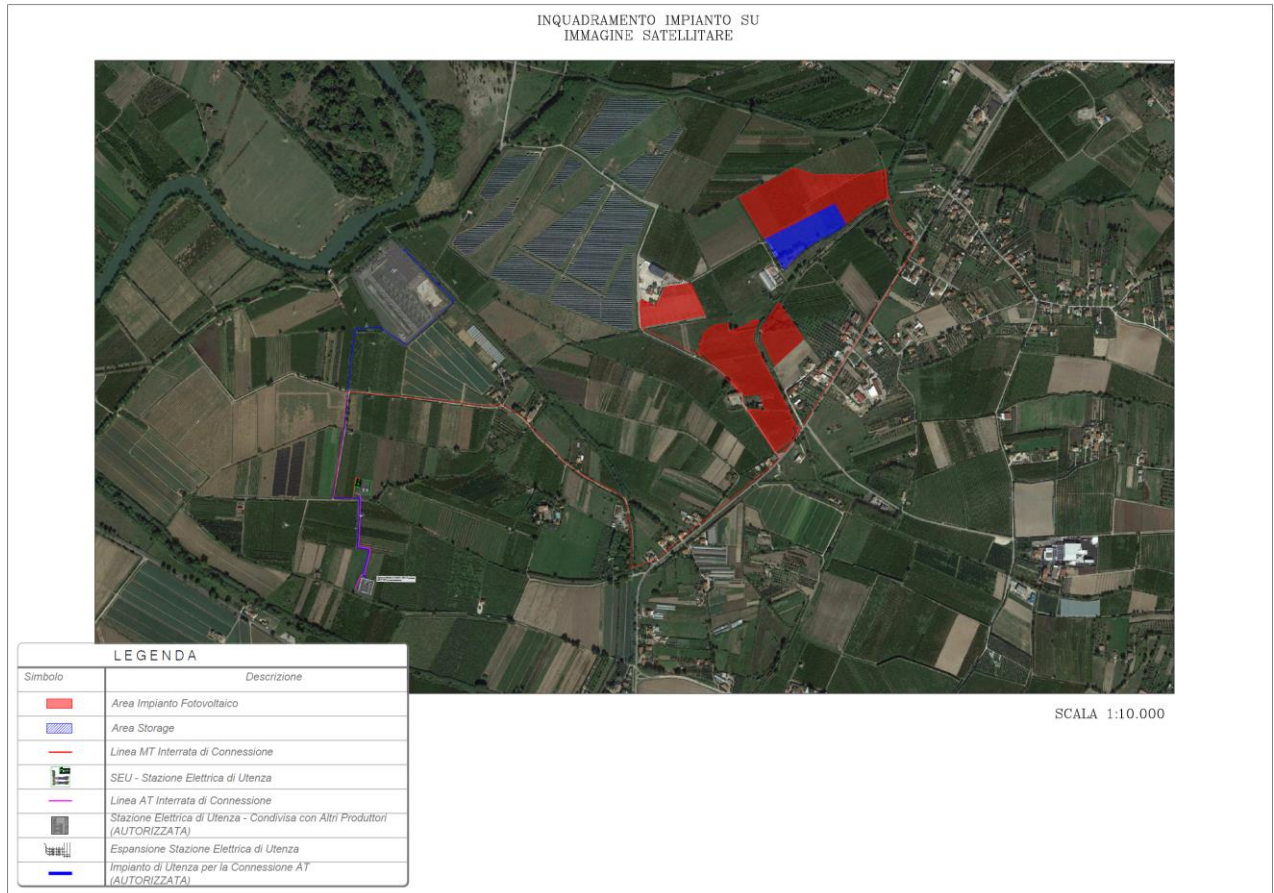 INQUADRAMENTO IMPIANTO SU
IMMAGINE SATELLITARE
SCALA 1:10.000
LEGENDA
Simbolo Descrizione
Area Impianto Fotovoltaico
Area Storage
Linea MT Interrata di Connessione
SEU - Stazione Elettrica di Utenza
Linea AT Interrata di Connessione
Stazione Elettrica di Utenza - Condivisa con Altri Produttori
(AUTORIZZATA)
Espansione Stazione Elettrica di Utenza
Impianto di Utenza per la Connessione AT
(AUTORIZZATA)